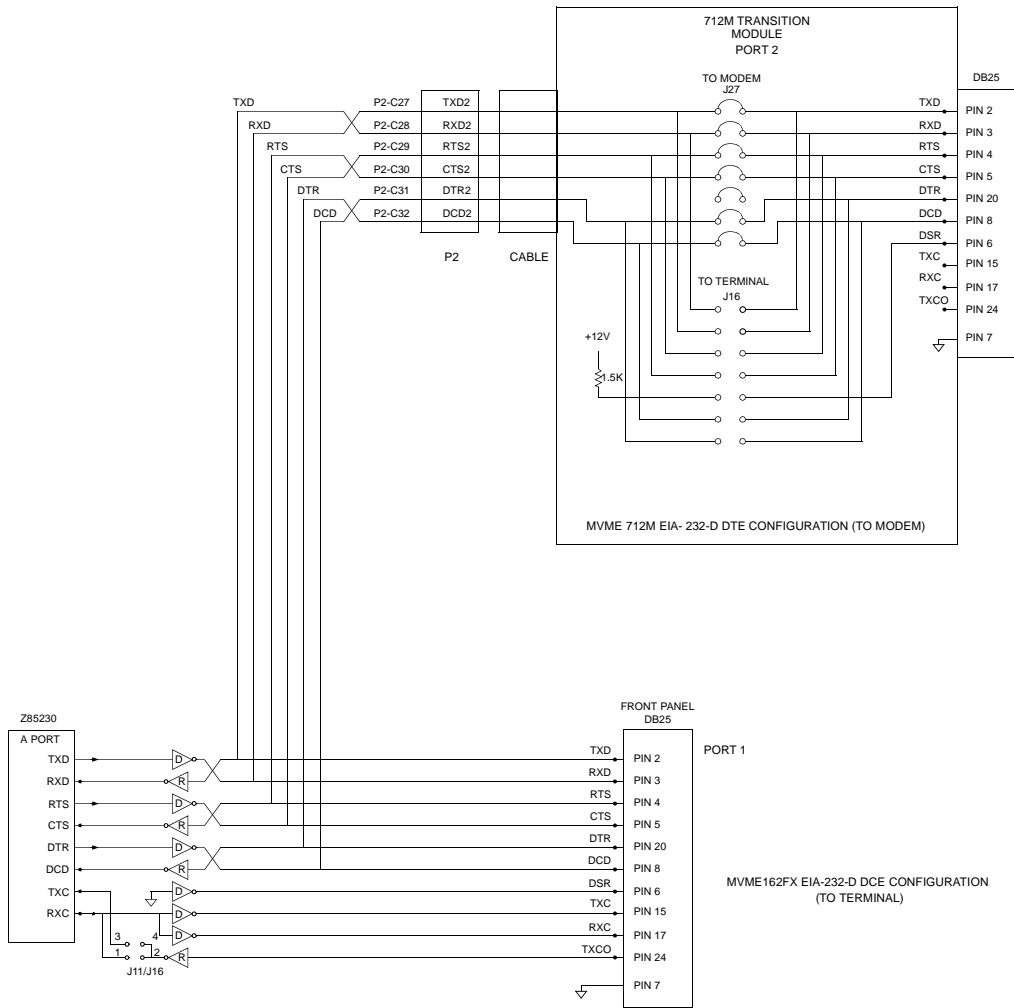 712M TRANSITION
MODULE
PORT 2
DB25
TO MODEM
J27
TXD
RXD
RTS
CTS
DTR
DCD
P2-C27
P2-C28
P2-C29
P2-C30
P2-C31
P2-C32
TXD2
RXD2
RTS2
CTS2
DTR2
DCD2
P2
CABLE
TXD
RXD
RTS
CTS
DTR
DCD
DSR
TXC
RXC
TXCO
PIN 2
PIN 3
PIN 4
PIN 5
PIN 20
PIN 8
PIN 6
PIN 15
PIN 17
PIN 24
PIN 7
TO TERMINAL
J16
+12V
1.5K
MVME 712M EIA- 232-D DTE CONFIGURATION (TO MODEM)
Z85230
A PORT
TXD
RXD
RTS
CTS
DTR
DCD
TXC
RXC
D
R
D
R
D
R
D
D
D
R
3
4
1
2
J11/J16
FRONT PANEL
DB25
PORT 1
TXD
RXD
RTS
CTS
DTR
DCD
DSR
TXC
RXC
TXCO
PIN 2
PIN 3
PIN 4
PIN 5
PIN 20
PIN 8
PIN 6
PIN 15
PIN 17
PIN 24
PIN 7
MVME162FX EIA-232-D DCE CONFIGURATION
(TO TERMINAL)